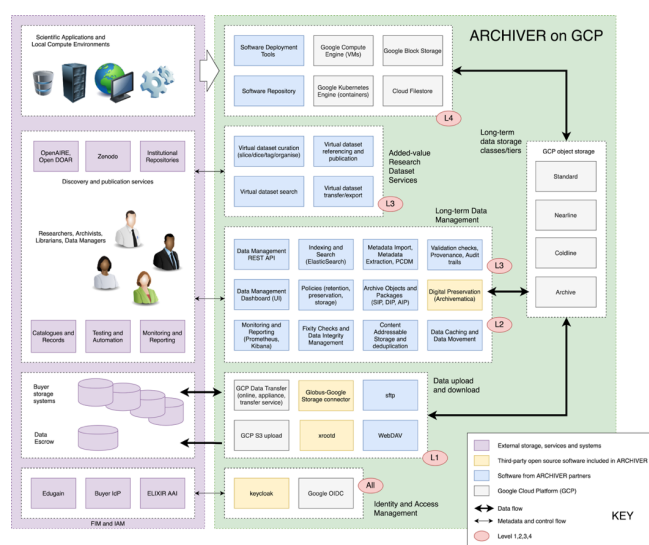 ARCHIVER on GCP
Scientific Applications and
Local Compute Environments
Software Deployment
Tools
Google Compute
Engine (VMs)
Google Block Storage
Software Repository
Google Kubernetes
Engine (containers)
Cloud Filestore
L4
OpenAIRE,
Open DOAR
Zenodo
Institutional
Repositories
Discovery and publication services
Virtual dataset curation
(slice/dice/tag/organise)
Virtual dataset
referencing and
publication
Virtual dataset search
Virtual dataset
transfer/export
Added-value
Research
Dataset
Services
L3
Long-term
data storage
classes/tiers
GCP object storage
Standard
Nearline
Coldline
Archive
Researchers, Archivists,
Librarians, Data Managers
Catalogues and
Records
Testing and
Automation
Monitoring and
Reporting
Long-term Data
Management
Data Management
REST API
Indexing and
Search
(ElasticSearch)
Metadata Import,
Metadata
Extraction, PCDM
Validation checks,
Provenance, Audit
trails
L3
Data Management
Dashboard (UI)
Policies (retention,
preservation,
storage)
Archive Objects and
Packages
(SIP, DIP, AIP)
Digital Preservation
(Archivematica)
Monitoring and
Reporting
(Prometheus,
Kibana)
Fixity Checks and
Data Integrity
Management
Content
Addressable
Storage and
deduplication
Data Caching and
Data Movement
L2
Buyer
storage
systems
Data
Escrow
GCP Data Transfer
(online, appliance,
transfer service)
Globus-Google
Storage connector
sftp
GCP S3 upload
xrootd
WebDAV
Data upload
and download
L1
Edugain
Buyer IdP
ELIXIR AAI
FIM and IAM
keycloak
Google OIDC
All
Identity and Access
Management
External storage, services and systems
Third-party open source software included in ARCHIVER
Software from ARCHIVER partners
Google Cloud Platform (GCP)
Data flow
Metadata and control flow
Level 1,2,3,4
KEY